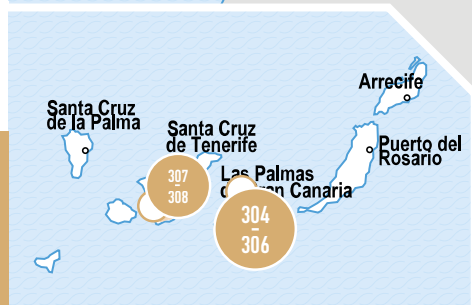 Arrecife
Santa Cruz
de la Palma
Santa Cruz
de Tenerife
Puerto del
Rosario
Las Palmas
Canaria
307
-
308
304
-
306